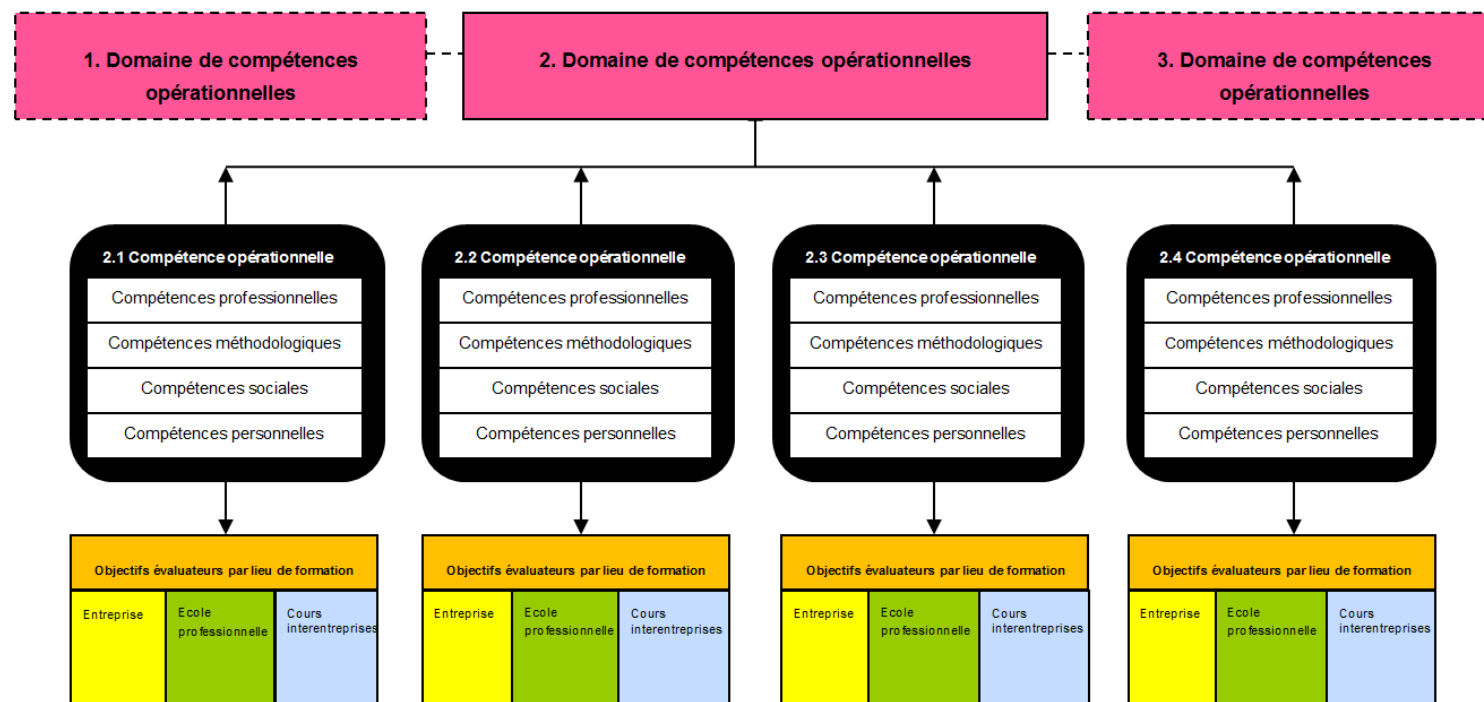 1. Domaine de compétences
opérationnelles
2. Domaine de compétences opérationnelles
3. Domaine de compétences
opérationnelles
2.1 Compétence opérationnelle
Compétences professionnelles
Compétences méthodologiques
Compétences sociales
Compétences personnelles
2.2 Compétence opérationnelle
Compétences professionnelles
Compétences méthodologiques
Compétences sociales
Compétences personnelles
2.3 Compétence opérationnelle
Compétences professionnelles
Compétences méthodologiques
Compétences sociales
Compétences personnelles
2.4 Compétence opérationnelle
Compétences professionnelles
Compétences méthodologiques
Compétences sociales
Compétences personnelles
Objectifs évaluateurs par lieu de formation
Entreprise
Ecole
professionnelle
Cours
interentreprises
Objectifs évaluateurs par lieu de formation
Entreprise
Ecole
professionnelle
Cours
interentreprises
Objectifs évaluateurs par lieu de formation
Entreprise
Ecole
professionnelle
Cours
interentreprises
Objectifs évaluateurs par lieu de formation
Entreprise
Ecole
professionnelle
Cours
interentreprises